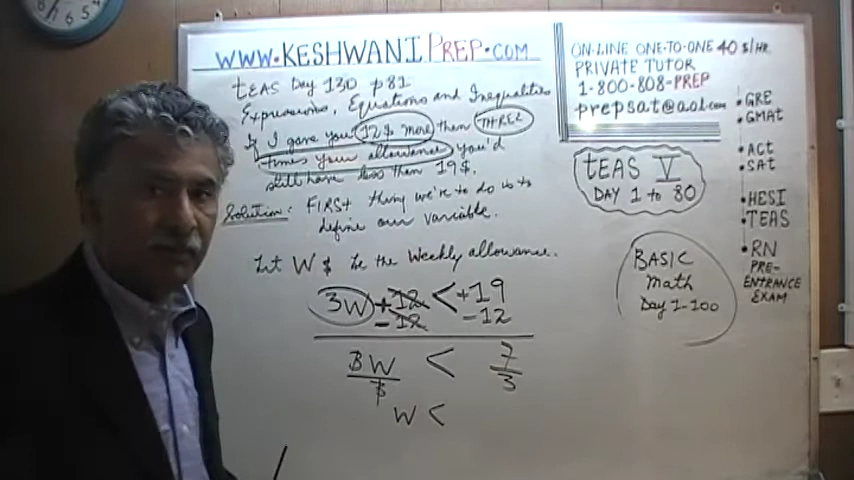 WWW.KESHWANIPREP.COM
TEAS Day 130 p81
Expressions, Equations and Inequalities
If I gave you 12$ more than THREE
times your allowance you'd
still have less than 19$.
Solution: FIRST thing we're to do is to
define our variable.
Let W $ be the Weekly allowance.
3W + 12 < +19
- 12 - 12
3W < 7
3 3
W <
ON-LINE ONE-TO-ONE 40 $/HR
PRIVATE TUTOR
1-800-808-PREP
prepsat@aol.com
TEAS V
DAY 1 to 80
BASIC
Math
Day 1-100
• GRE
• GMAT
• ACT
• SAT
• HESI
TEAS
• RN
PRE-
ENTRANCE
EXAM
6 5 4